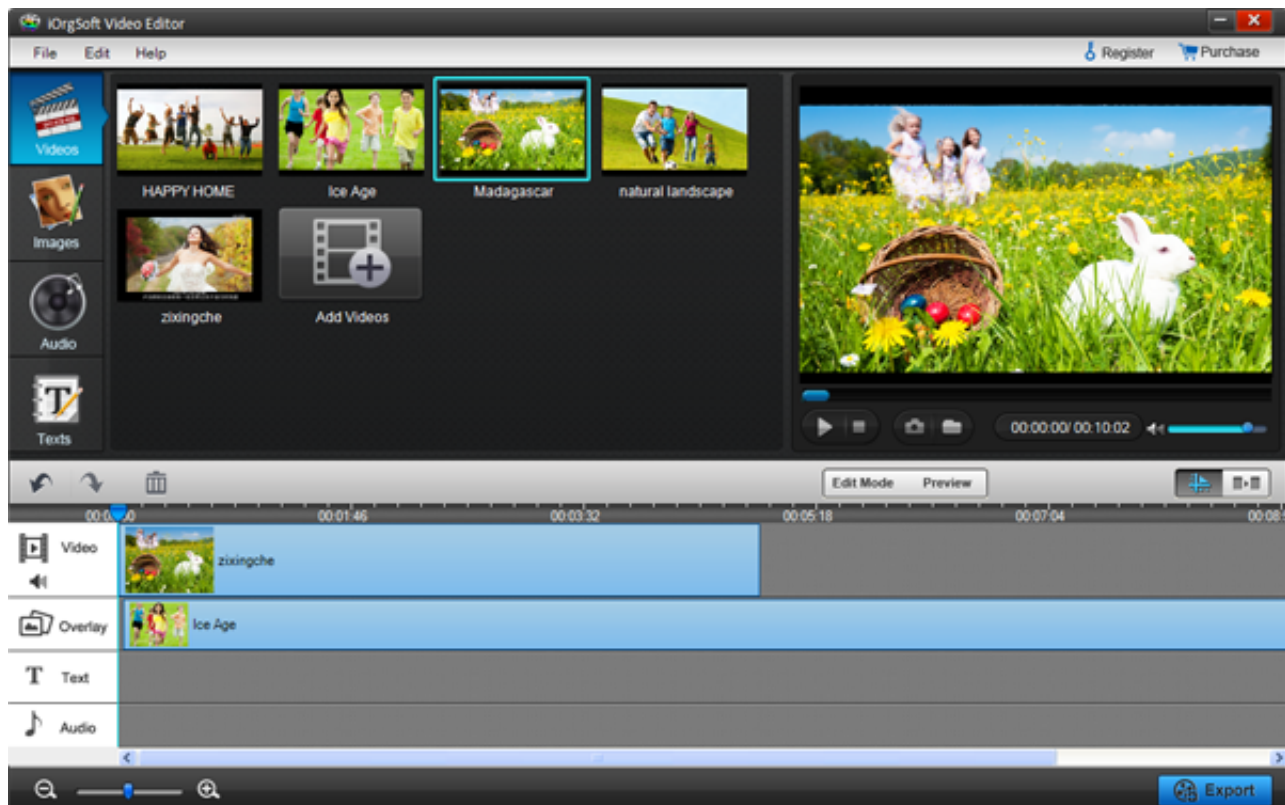 iOrgSoft Video Editor
File Edit Help
Register Purchase
Videos
HAPPY HOME Ice Age Madagascar natural landscape
Images
zixingche Add Videos
Audio
Texts
00:00:00/ 00:10:02
Edit Mode Preview
00:01:46 00:03:32 00:05:18 00:07:04
Video
zixingche
Overlay
Ice Age
T Text
Audio
Export